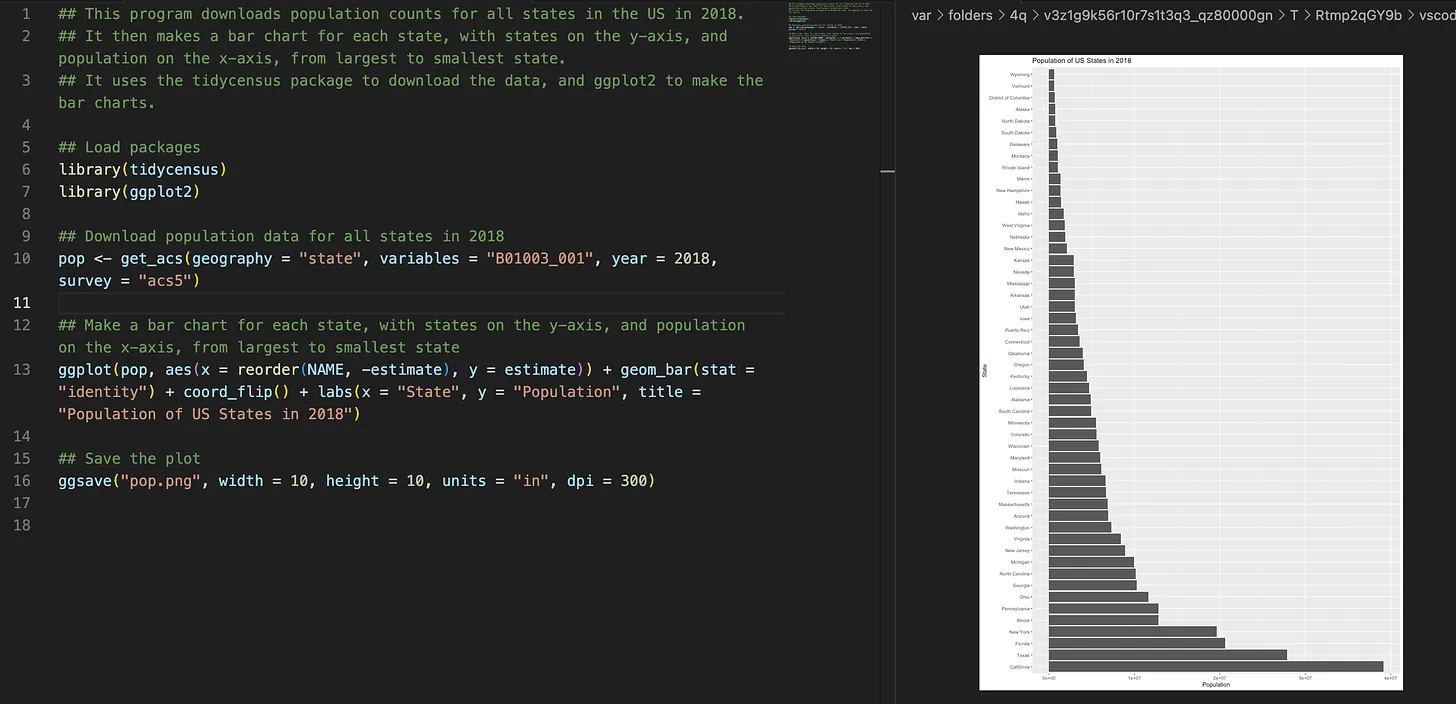 1 ## This program downloads population counts for all states in the US in 2018.
2 ## It then makes a bar chart for each state, with states on the y-axis, and
population on the x-axis, from largest to smallest state.
3 ## It uses the tidycensus package to download the data, and ggplot2 to make the
bar charts.
4
5 ## Load packages
6 library(tidycensus)
7 library(ggplot2)
8
9 ## Download population data for all states in 2018
10 pop <- get_acs(geography = "state", variables = "B01003_001", year = 2018,
survey = "acs5")
11
12 ## Make a bar chart for each state, with states on the y-axis, and population
on the x-axis, from largest to smallest state
13 ggplot(pop, aes(x = reorder(NAME, -estimate), y = estimate)) + geom_bar(stat =
"identity") + coord_flip() + labs(x = "State", y = "Population", title =
"Population of US States in 2018")
14
15 ## Save the plot
16 ggsave("pop.png", width = 10, height = 10, units = "in", dpi = 300)
17
18
var > folders > 4q > v3z1g9k56r10r7s1t3q3_qz80000gn > T > Rtmp2qGY9b > vscod
Population of US States in 2018
Wyoming
Vermont
District of Columbia
Alaska
North Dakota
South Dakota
Delaware
Montana
Rhode Island
Maine
New Hampshire
Hawaii
Idaho
West Virginia
Nebraska
New Mexico
Kansas
Nevada
Mississippi
Arkansas
Utah
Iowa
Puerto Rico
Connecticut
Oklahoma
Oregon
Kentucky
Louisiana
Alabama
South Carolina
Minnesota
Colorado
Wisconsin
Maryland
Missouri
Indiana
Tennessee
Massachusetts
Arizona
Washington
Virginia
New Jersey
Michigan
North Carolina
Georgia
Ohio
Pennsylvania
Illinois
New York
Florida
Texas
California
State
0e+00 1e+07 2e+07 3e+07 4e+07
Population